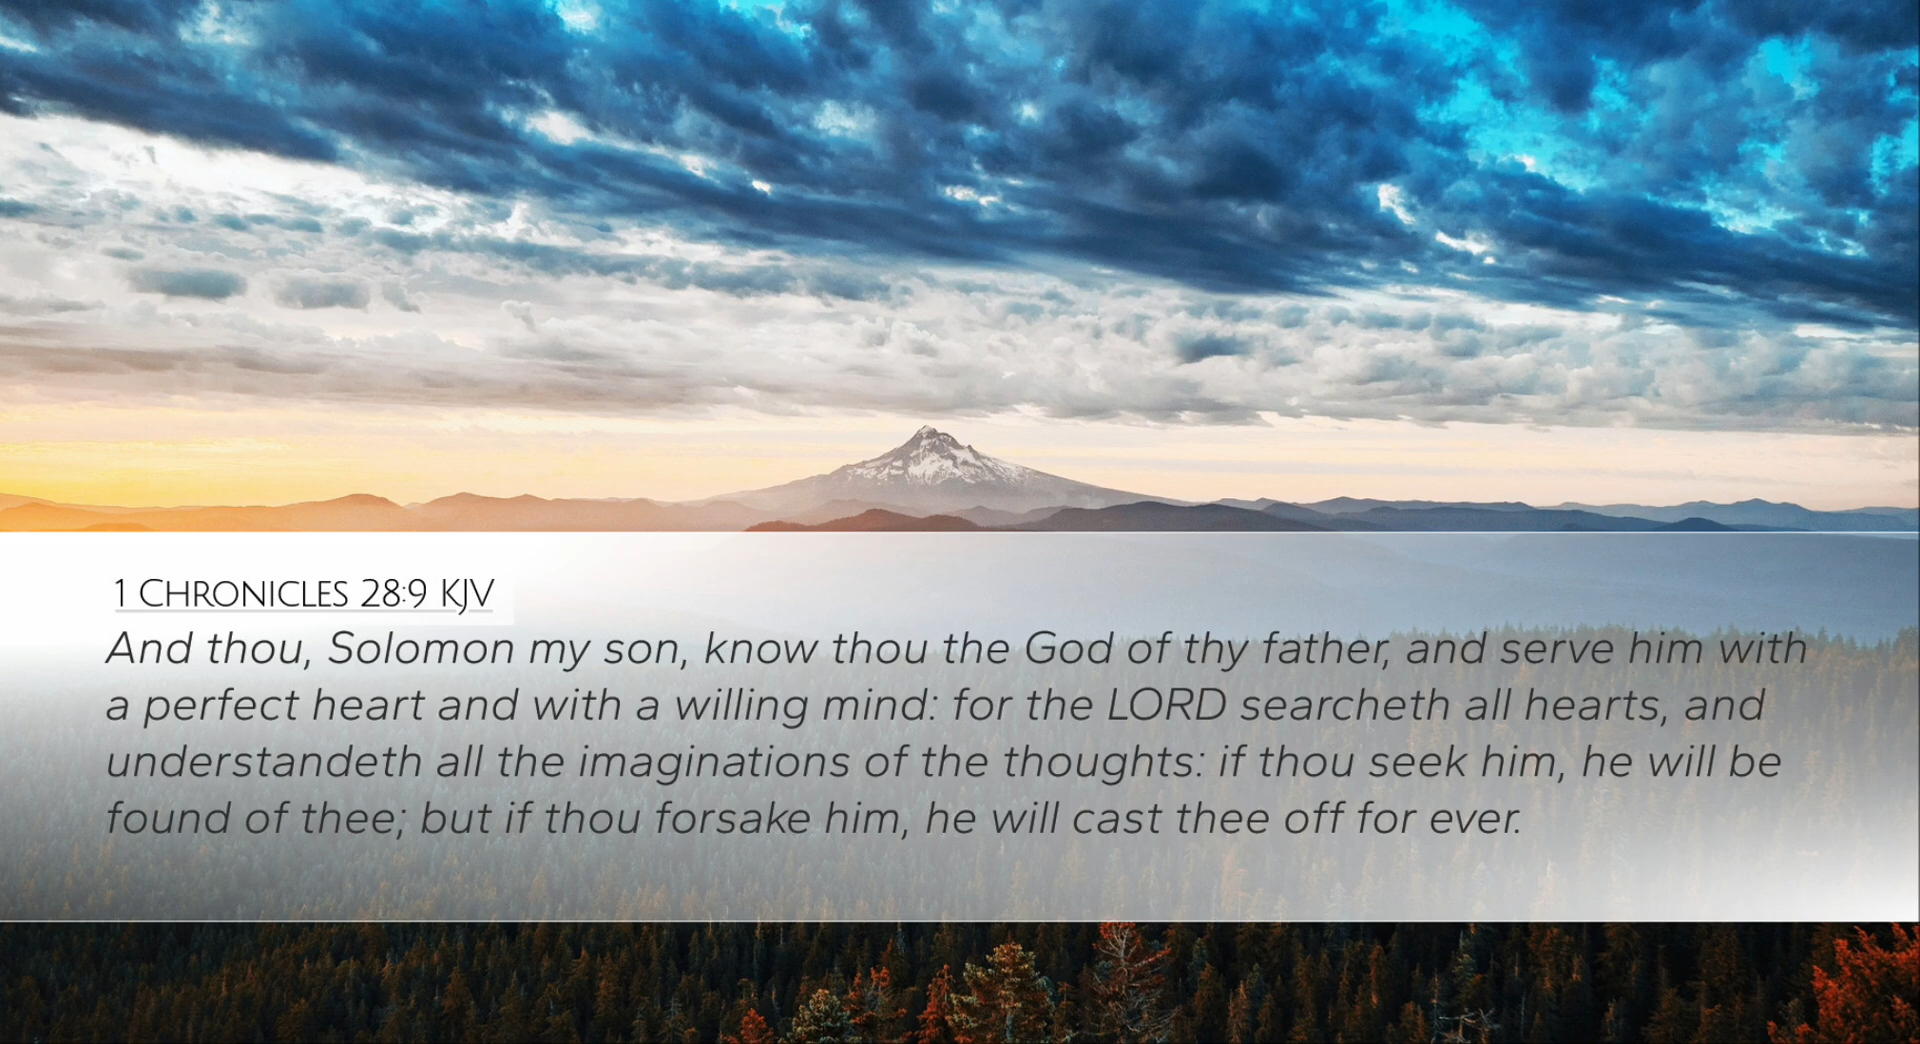 1 Chronicles 28:9 KJV
And thou, Solomon my son, know thou the God of thy father, and serve him with
a perfect heart and with a willing mind: for the LORD searcheth all hearts, and
understandeth all the imaginations of the thoughts: if thou seek him, he will be
found of thee; but if thou forsake him, he will cast thee off for ever.